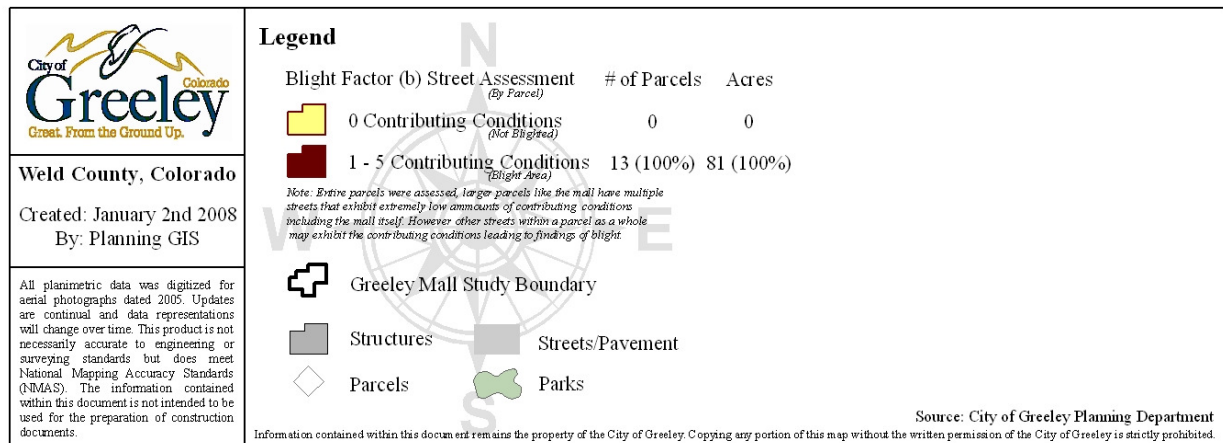 City of
Greeley
Colorado
Great. From the Ground Up.
Weld County, Colorado
Created: January 2nd 2008
By: Planning GIS
All planimetric data was digitized for
aerial photographs dated 2005. Updates
are continual and data representations
will change over time. This product is not
necessarily accurate to engineering or
surveying standards but does meet
National Mapping Accuracy Standards
(NMAS). The information contained
within this document is not intended to be
used for the preparation of construction
documents.
Legend
N
W
E
S
Blight Factor (b) Street Assessment # of Parcels Acres
(By Parcel)
0 Contributing Conditions 0 0
(Not Blighted)
1 - 5 Contributing Conditions 13 (100%) 81 (100%)
(Blight Area)
Note: Entire parcels were assessed, larger parcels like the mall have multiple
streets that exhibit extremely low ammounts of contributing conditions
including the mall itself. However other streets within a parcel as a whole
may exhibit the contributing conditions leading to findings of blight.
Greeley Mall Study Boundary
Structures Streets/Pavement
Parcels Parks
Source: City of Greeley Planning Department
Information contained within this document remains the property of the City of Greeley. Copying any portion of this map without the written permission of the City of Greeley is strictly prohibited.